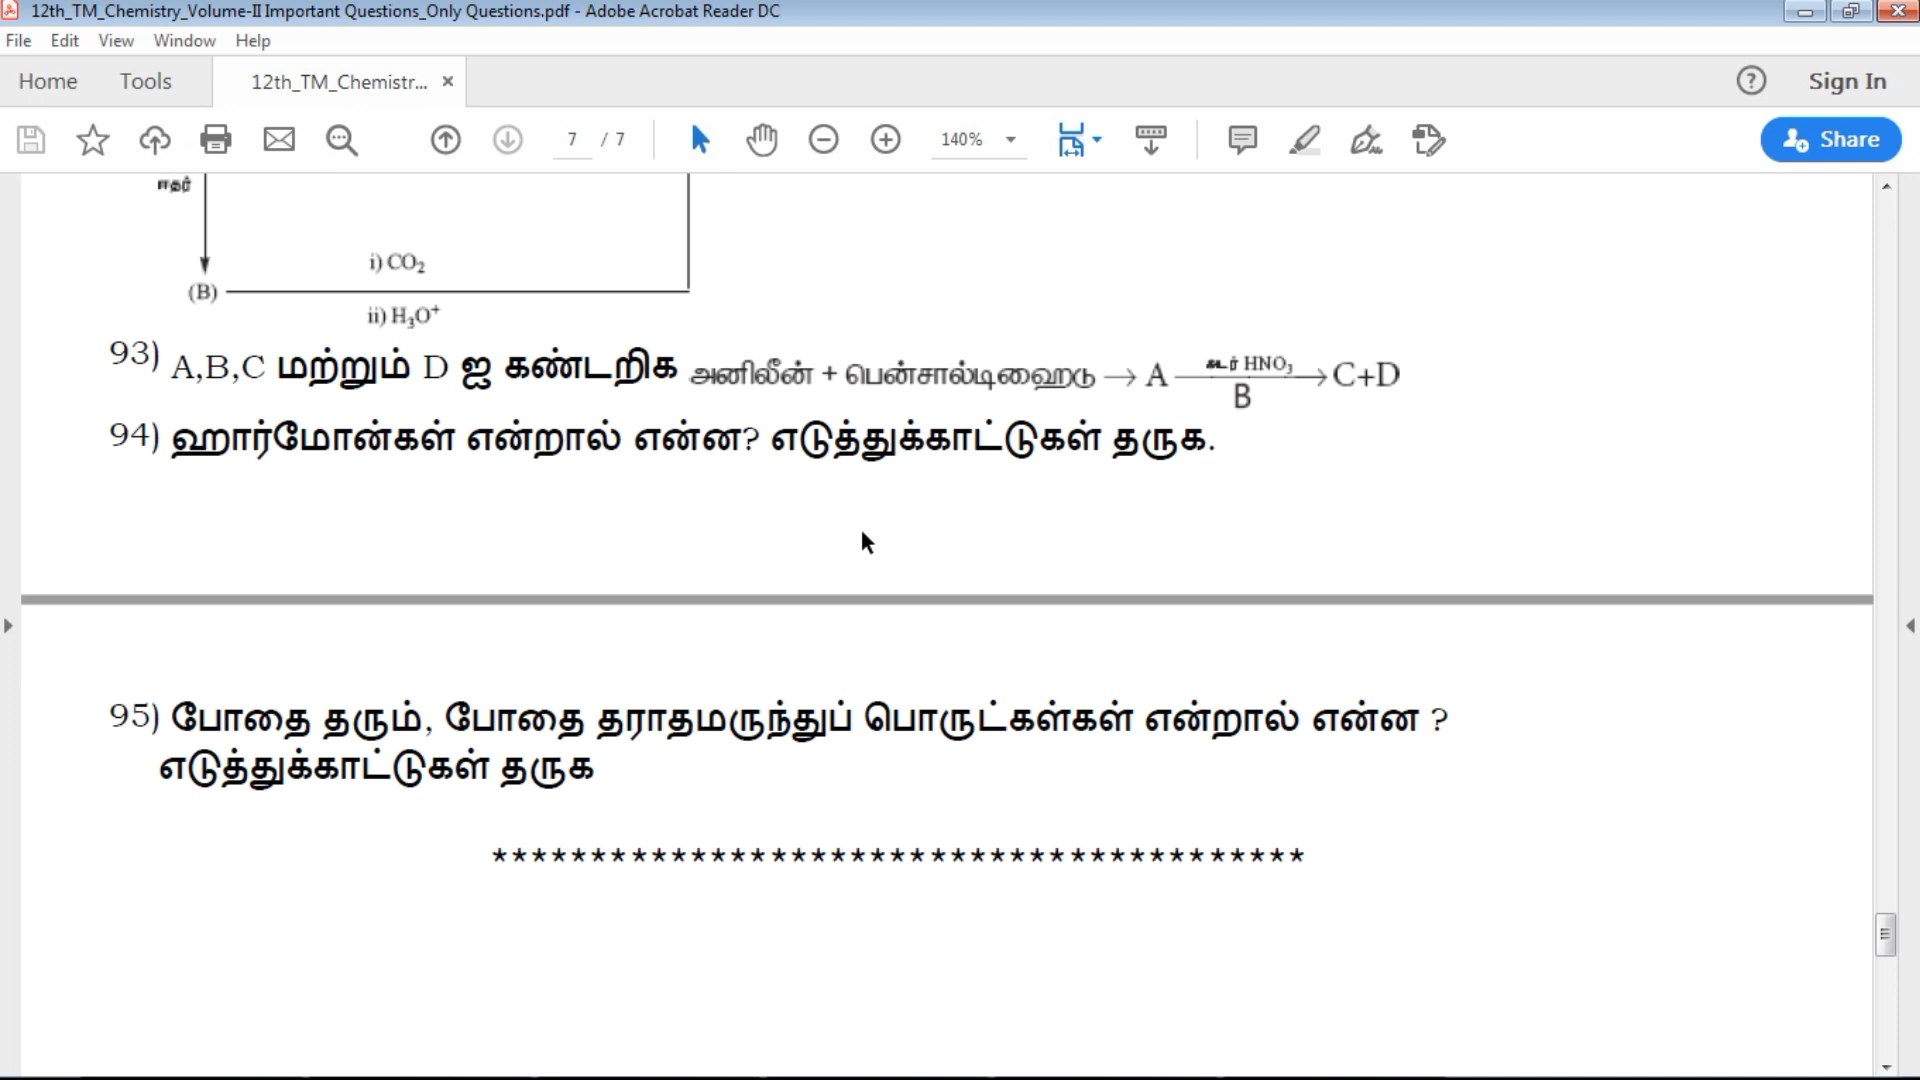 12th_TM_Chemistry_Volume-II Important Questions_Only Questions.pdf - Adobe Acrobat Reader DC
File Edit View Window Help
Home Tools 12th_TM_Chemistr... × ? Sign In
7 / 7 140% Share
ஈதர்
i) CO₂
(B)
ii) H₃O⁺
93) A,B,C மற்றும் D ஐ கண்டறிக அனிலீன் + பென்சால்டிஹைடு → A அடர் HNO₃ → C+D
B
94) ஹார்மோன்கள் என்றால் என்ன? எடுத்துக்காட்டுகள் தருக.
95) போதை தரும், போதை தராதமருந்துப் பொருட்கள்கள் என்றால் என்ன ?
எடுத்துக்காட்டுகள் தருக
*****************************************